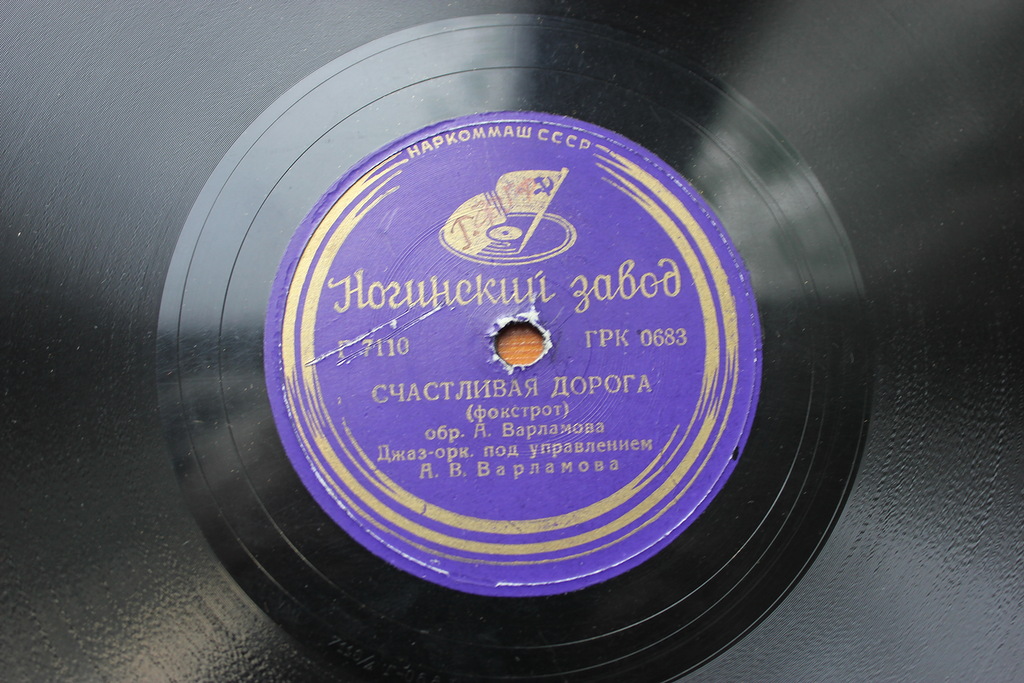 НАРКОММАШ СССР
Ногинский завод
Г 7110 ГРК 0683
СЧАСТЛИВАЯ ДОРОГА
(фокстрот)
обр. А. Варламова
Джаз-орк. под управлением
А. В. Варламова